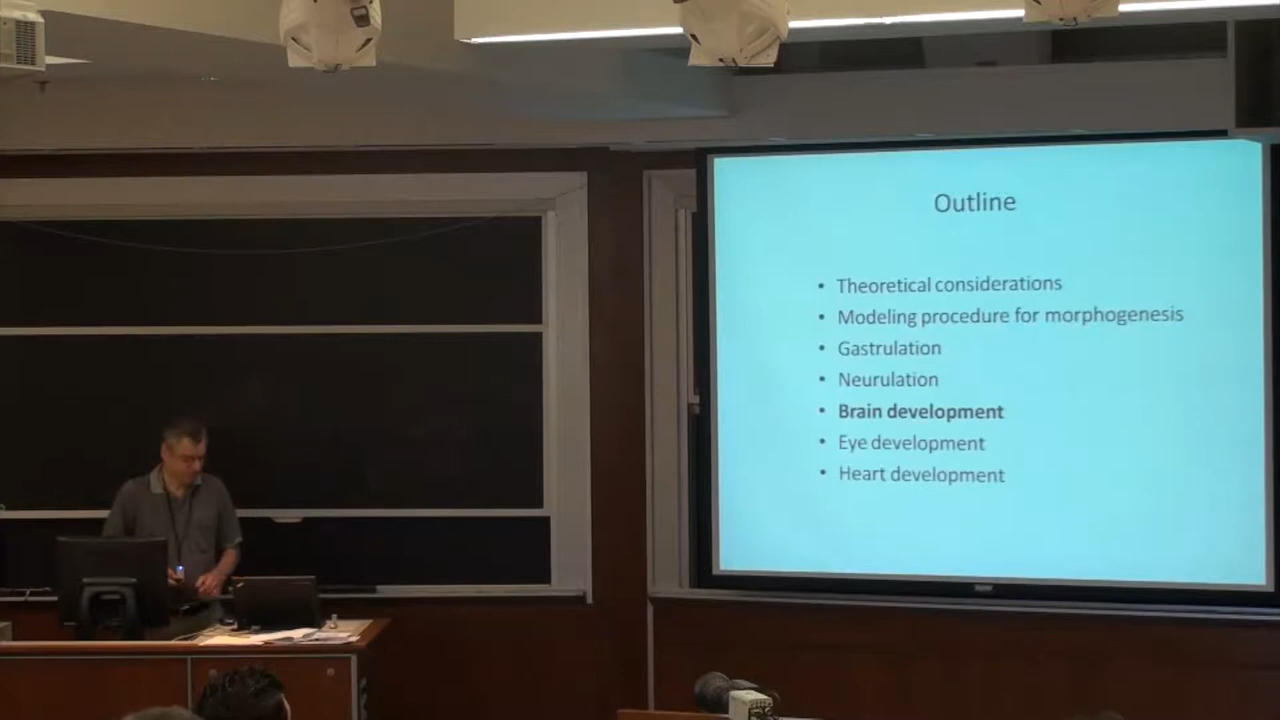 Outline
• Theoretical considerations
• Modeling procedure for morphogenesis
• Gastrulation
• Neurulation
• Brain development
• Eye development
• Heart development